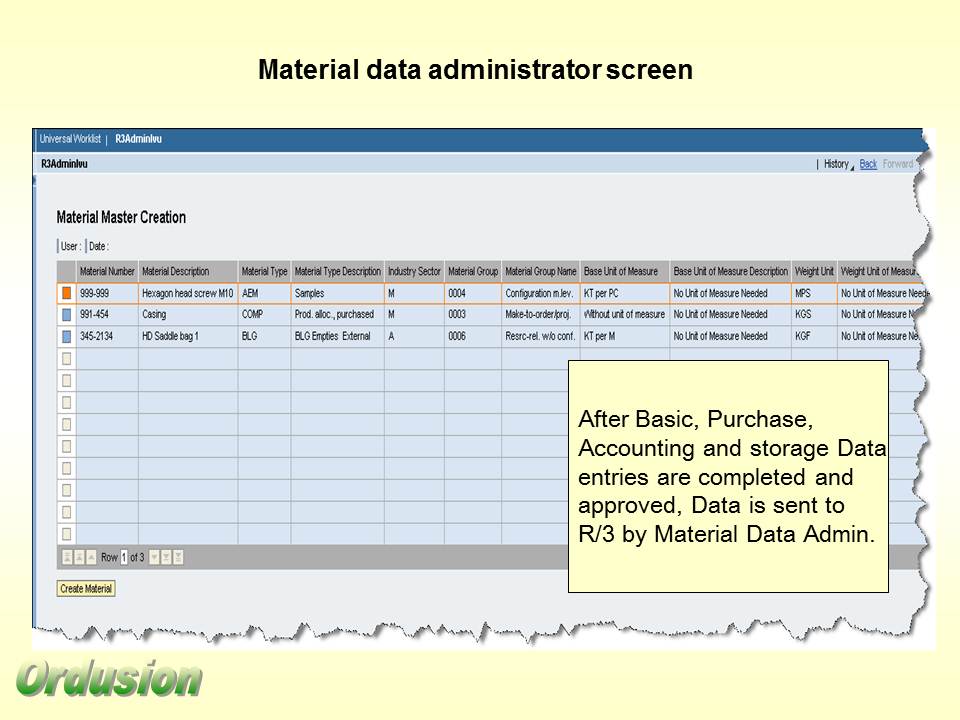 Material data administrator screen
Universal Worklist | R3AdminIvu
R3AdminIvu | History Back Forward
Material Master Creation
User : Date :
Material Number Material Description Material Type Material Type Description Industry Sector Material Group Material Group Name Base Unit of Measure Base Unit of Measure Description Weight Unit Weight Unit of Measur
999-999 Hexagon head screw M10 AEM Samples M 0004 Configuration m.lev. KT per PC No Unit of Measure Needed MPS No Unit of Measure Neede
991-454 Casing COMP Prod. alloc., purchased M 0003 Make-to-order/proj. Without unit of measure No Unit of Measure Needed KGS No Unit of Measure N
345-2134 HD Saddle bag 1 BLG BLG Empties External A 0006 Resrc-rel. w/o conf. KT per M No Unit of Measure Needed KGF No Unit of Measure Ne
After Basic, Purchase,
Accounting and storage Data
entries are completed and
approved, Data is sent to
R/3 by Material Data Admin.
Row 1 of 3
Create Material
Ordusion